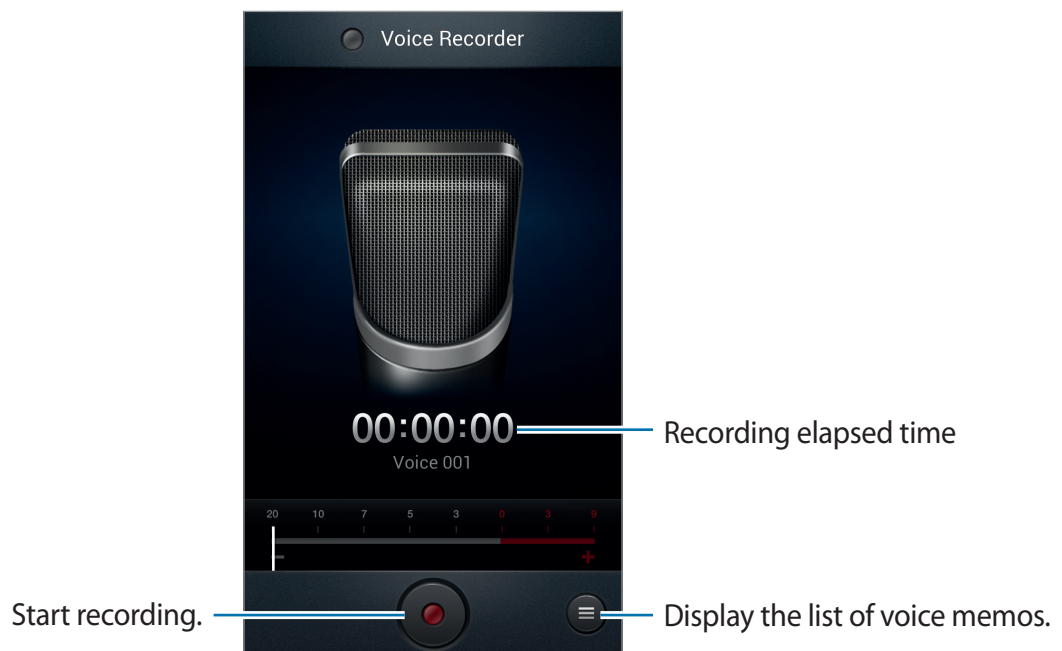 Voice Recorder
00:00:00
Recording elapsed time
Voice 001
20 10 7 5 3 0 3 9
- +
Start recording.
Display the list of voice memos.